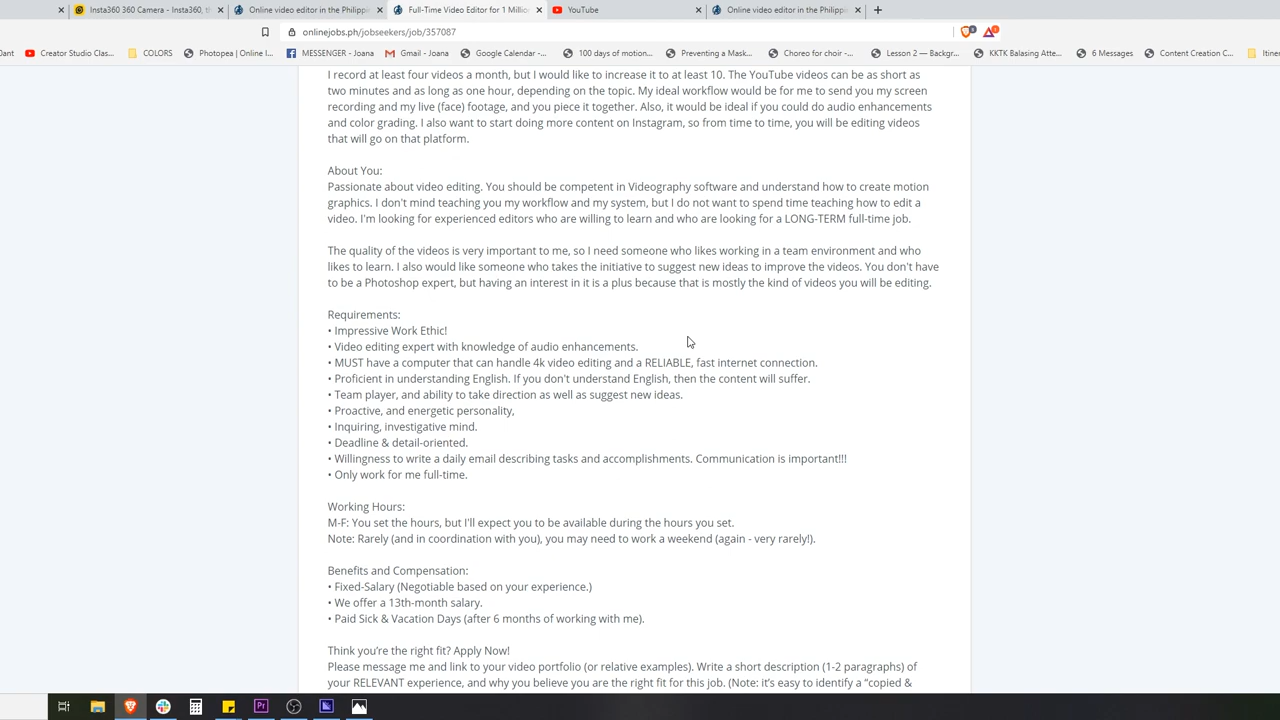 Insta360 360 Camera - Insta360, th
Online video editor in the Philippin
Full-Time Video Editor for 1 Million
YouTube
Online video editor in the Philippin
onlinejobs.ph/jobseekers/job/357087
Creator Studio Clas...
COLORS
Photopea | Online I...
MESSENGER - Joana
Gmail - Joana
Google Calendar -...
100 days of motion...
Preventing a Mask...
Choreo for choir -...
Lesson 2 — Backgr...
KKTK Balasing Atte...
6 Messages
Content Creation C...
I record at least four videos a month, but I would like to increase it to at least 10. The YouTube videos can be as short as
two minutes and as long as one hour, depending on the topic. My ideal workflow would be for me to send you my screen
recording and my live (face) footage, and you piece it together. Also, it would be ideal if you could do audio enhancements
and color grading. I also want to start doing more content on Instagram, so from time to time, you will be editing videos
that will go on that platform.
About You:
Passionate about video editing. You should be competent in Videography software and understand how to create motion
graphics. I don't mind teaching you my workflow and my system, but I do not want to spend time teaching how to edit a
video. I'm looking for experienced editors who are willing to learn and who are looking for a LONG-TERM full-time job.
The quality of the videos is very important to me, so I need someone who likes working in a team environment and who
likes to learn. I also would like someone who takes the initiative to suggest new ideas to improve the videos. You don't have
to be a Photoshop expert, but having an interest in it is a plus because that is mostly the kind of videos you will be editing.
Requirements:
• Impressive Work Ethic!
• Video editing expert with knowledge of audio enhancements.
• MUST have a computer that can handle 4k video editing and a RELIABLE, fast internet connection.
• Proficient in understanding English. If you don't understand English, then the content will suffer.
• Team player, and ability to take direction as well as suggest new ideas.
• Proactive, and energetic personality,
• Inquiring, investigative mind.
• Deadline & detail-oriented.
• Willingness to write a daily email describing tasks and accomplishments. Communication is important!!!
• Only work for me full-time.
Working Hours:
M-F: You set the hours, but I'll expect you to be available during the hours you set.
Note: Rarely (and in coordination with you), you may need to work a weekend (again - very rarely!).
Benefits and Compensation:
• Fixed-Salary (Negotiable based on your experience.)
• We offer a 13th-month salary.
• Paid Sick & Vacation Days (after 6 months of working with me).
Think you're the right fit? Apply Now!
Please message me and link to your video portfolio (or relative examples). Write a short description (1-2 paragraphs) of
your RELEVANT experience, and why you believe you are the right fit for this job. (Note: it's easy to identify a "copied &